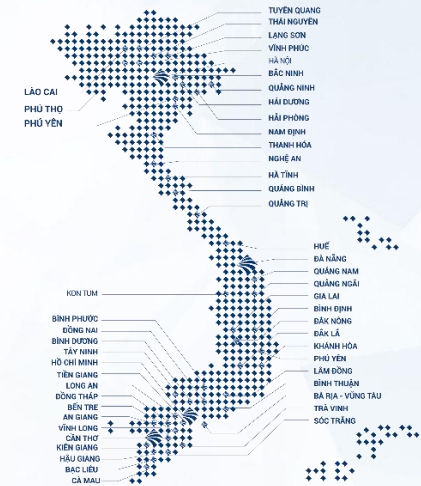 TUYÊN QUANG
THÁI NGUYÊN
LẠNG SƠN
VĨNH PHÚC
HÀ NỘI
BẮC NINH
QUẢNG NINH
HẢI DƯƠNG
HẢI PHÒNG
NAM ĐỊNH
THANH HÓA
NGHỆ AN
HÀ TĨNH
QUẢNG BÌNH
QUẢNG TRỊ
LÀO CAI
PHÚ THỌ
PHÚ YÊN
HUẾ
ĐÀ NẴNG
QUẢNG NAM
QUÃNG NGÃI
GIA LAI
BÌNH ĐỊNH
ĐẮK NÔNG
ĐẮK LẮ
KHÁNH HÒA
PHÚ YÊN
LÂM ĐỒNG
BÌNH THUẬN
BÀ RỊA - VŨNG TÀU
TRÀ VINH
SÓC TRĂNG
KON TUM
BÌNH PHƯỚC
ĐỒNG NAI
BÌNH DƯƠNG
TÂY NINH
HỒ CHÍ MINH
TIỀN GIANG
LONG AN
ĐỒNG THÁP
BẾN TRE
AN GIANG
VĨNH LONG
CẦN THƠ
KIÊN GIANG
HẬU GIANG
BẠC LIÊU
CÀ MAU